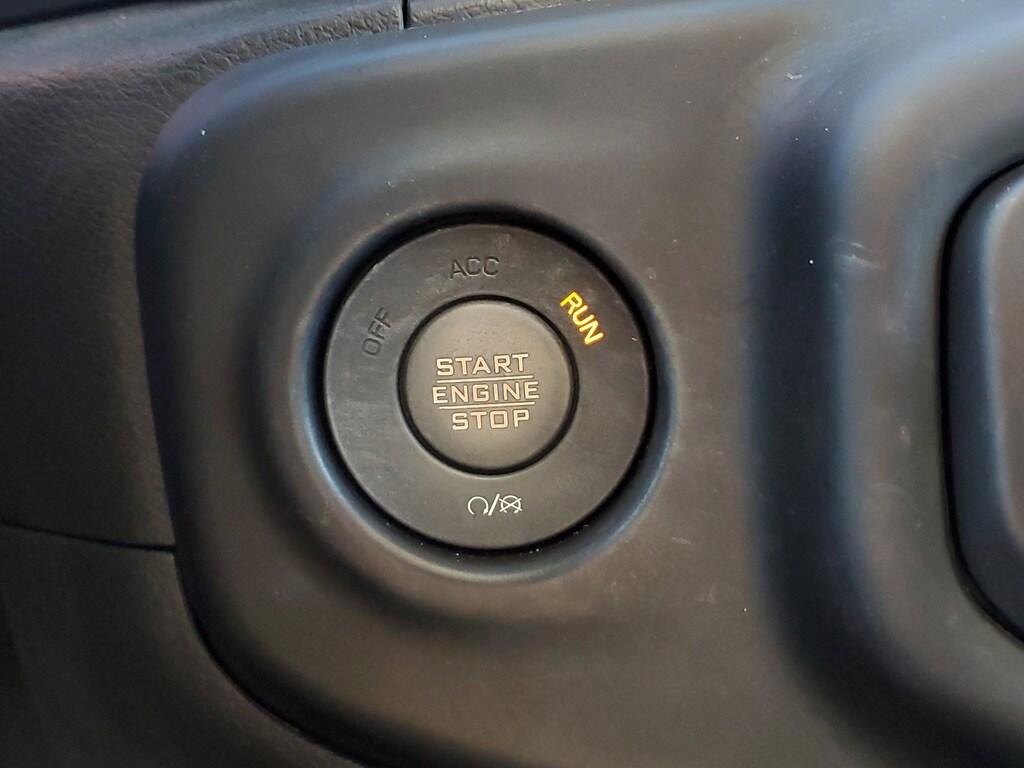 ACC
OFF
RUN
START
ENGINE
STOP